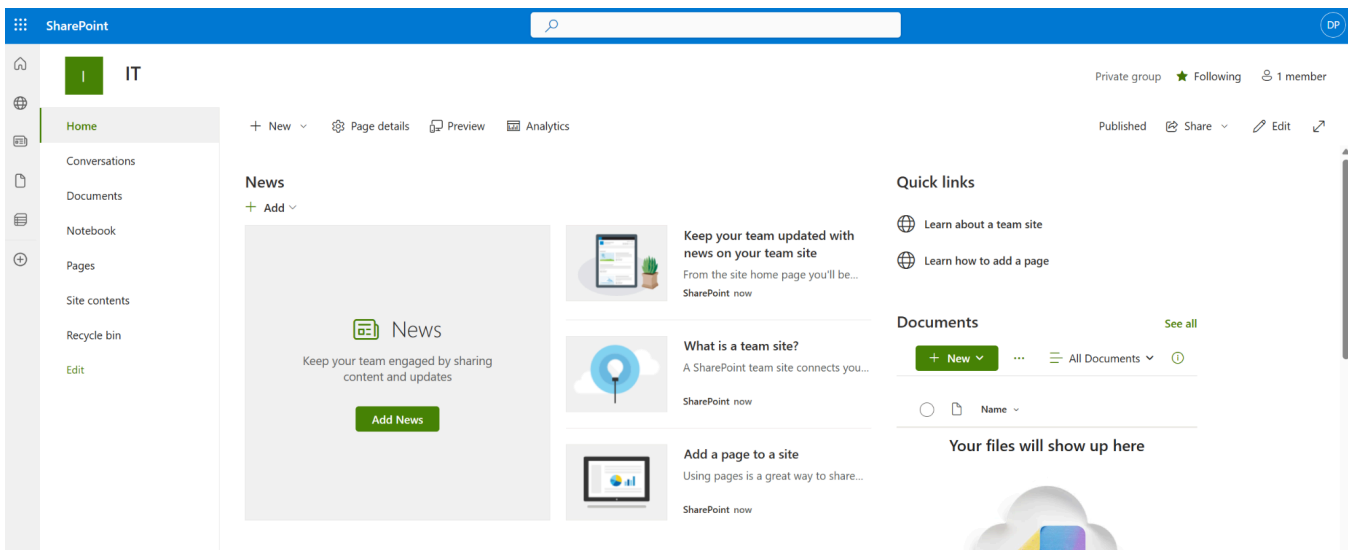 SharePoint
DP
I
IT
Private group
Following
1 member
Home
Conversations
Documents
Notebook
Pages
Site contents
Recycle bin
Edit
New
Page details
Preview
Analytics
Published
Share
Edit
News
Add
News
Keep your team engaged by sharing
content and updates
Add News
Keep your team updated with
news on your team site
From the site home page you'll be...
SharePoint now
What is a team site?
A SharePoint team site connects you...
SharePoint now
Add a page to a site
Using pages is a great way to share...
SharePoint now
Quick links
Learn about a team site
Learn how to add a page
Documents
See all
New
All Documents
Name
Your files will show up here